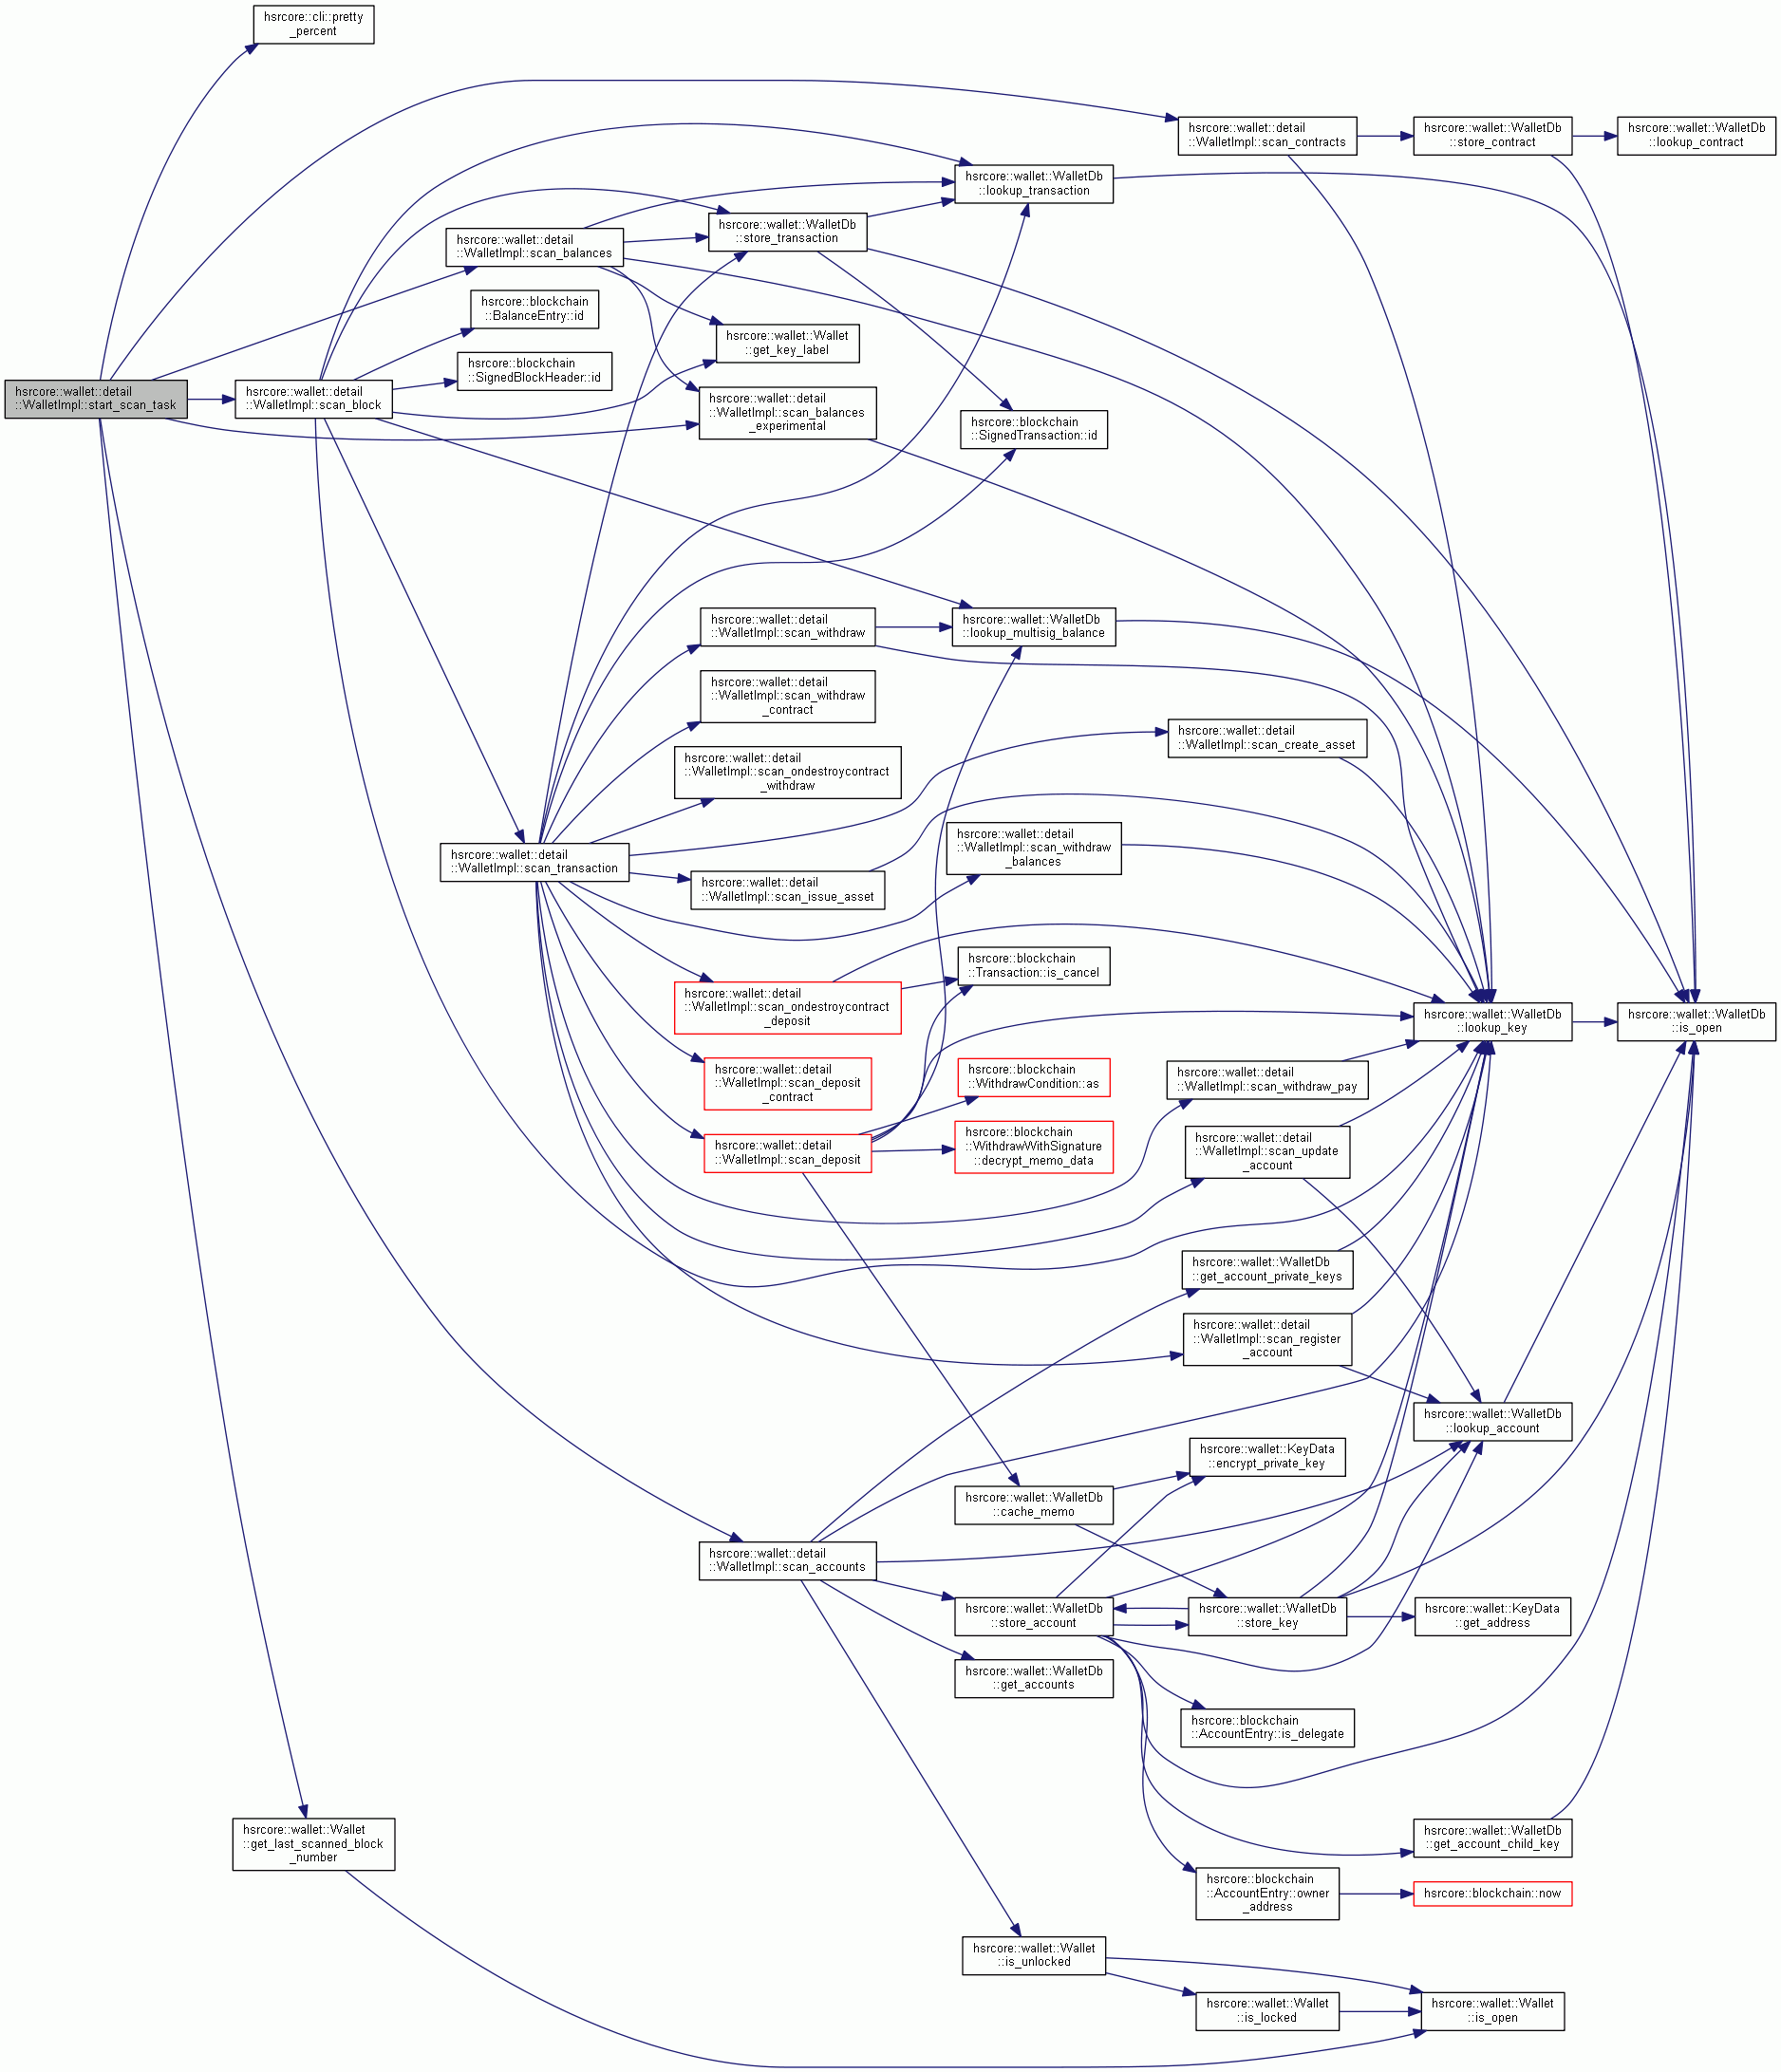 hsrcore::cli::pretty
_percent
hsrcore::wallet::detail
::WalletImpl::scan_contracts
hsrcore::wallet::WalletDb
::store_contract
hsrcore::wallet::WalletDb
::lookup_contract
hsrcore::wallet::WalletDb
::lookup_transaction
hsrcore::wallet::WalletDb
::store_transaction
hsrcore::wallet::detail
::WalletImpl::scan_balances
hsrcore::blockchain
::BalanceEntry::id
hsrcore::wallet::Wallet
::get_key_label
hsrcore::blockchain
::SignedBlockHeader::id
hsrcore::wallet::detail
::WalletImpl::start_scan_task
hsrcore::wallet::detail
::WalletImpl::scan_block
hsrcore::wallet::detail
::WalletImpl::scan_balances
_experimental
hsrcore::blockchain
::SignedTransaction::id
hsrcore::wallet::detail
::WalletImpl::scan_withdraw
hsrcore::wallet::WalletDb
::lookup_multisig_balance
hsrcore::wallet::detail
::WalletImpl::scan_withdraw
_contract
hsrcore::wallet::detail
::WalletImpl::scan_create_asset
hsrcore::wallet::detail
::WalletImpl::scan_ondestroycontract
_withdraw
hsrcore::wallet::detail
::WalletImpl::scan_withdraw
_balances
hsrcore::wallet::detail
::WalletImpl::scan_transaction
hsrcore::wallet::detail
::WalletImpl::scan_issue_asset
hsrcore::blockchain
::Transaction::is_cancel
hsrcore::wallet::detail
::WalletImpl::scan_ondestroycontract
_deposit
hsrcore::wallet::WalletDb
::lookup_key
hsrcore::wallet::WalletDb
::is_open
hsrcore::wallet::detail
::WalletImpl::scan_deposit
_contract
hsrcore::blockchain
::WithdrawCondition::as
hsrcore::wallet::detail
::WalletImpl::scan_withdraw_pay
hsrcore::wallet::detail
::WalletImpl::scan_deposit
hsrcore::blockchain
::WithdrawWithSignature
::decrypt_memo_data
hsrcore::wallet::detail
::WalletImpl::scan_update
_account
hsrcore::wallet::WalletDb
::get_account_private_keys
hsrcore::wallet::detail
::WalletImpl::scan_register
_account
hsrcore::wallet::WalletDb
::lookup_account
hsrcore::wallet::KeyData
::encrypt_private_key
hsrcore::wallet::WalletDb
::cache_memo
hsrcore::wallet::detail
::WalletImpl::scan_accounts
hsrcore::wallet::WalletDb
::store_account
hsrcore::wallet::WalletDb
::store_key
hsrcore::wallet::KeyData
::get_address
hsrcore::wallet::WalletDb
::get_accounts
hsrcore::blockchain
::AccountEntry::is_delegate
hsrcore::wallet::Wallet
::get_last_scanned_block
_number
hsrcore::wallet::WalletDb
::get_account_child_key
hsrcore::blockchain
::AccountEntry::owner
_address
hsrcore::blockchain::now
hsrcore::wallet::Wallet
::is_unlocked
hsrcore::wallet::Wallet
::is_locked
hsrcore::wallet::Wallet
::is_open